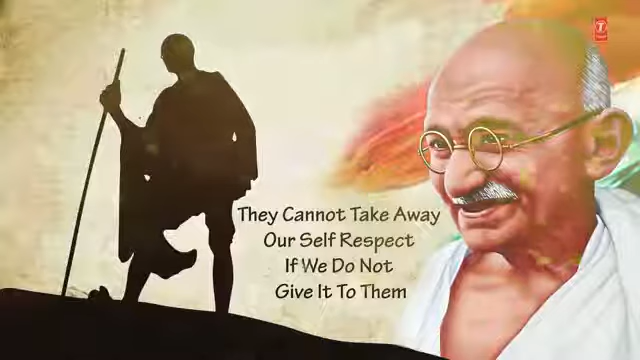 They Cannot Take Away
Our Self Respect
If We Do Not
Give It To Them